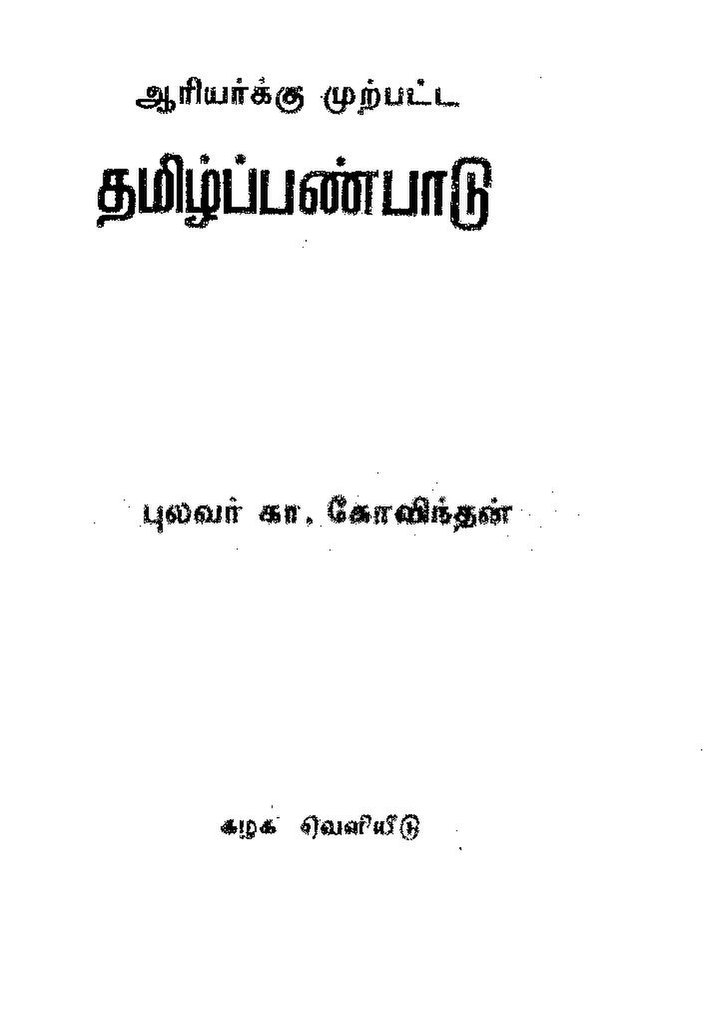 ஆரியர்க்கு முற்பட்ட
தமிழ்ப்பண்பாடு
புலவர் கா. கோவிந்தன்
கழக வெளியீடு